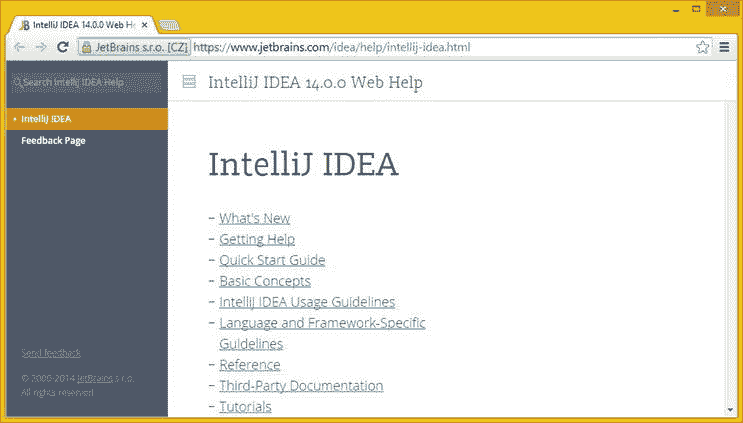 IntelliJ IDEA 14.0.0 Web He
JetBrains s.r.o. [CZ] https://www.jetbrains.com/idea/help/intellij-idea.html
Search IntelliJ IDEA Help
IntelliJ IDEA 14.0.0 Web Help
IntelliJ IDEA
Feedback Page
IntelliJ IDEA
- What's New
- Getting Help
- Quick Start Guide
- Basic Concepts
- IntelliJ IDEA Usage Guidelines
- Language and Framework-Specific
Guidelines
- Reference
- Third-Party Documentation
- Tutorials
Send feedback
© 2000-2014 JetBrains s.r.o.
All rights reserved